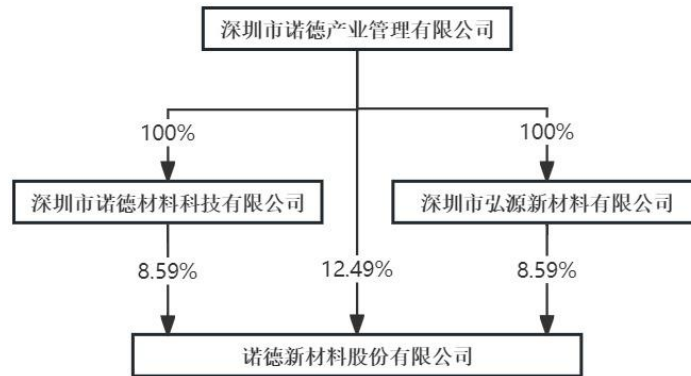 深圳市诺德产业管理有限公司
100%
100%
深圳市诺德材料科技有限公司
深圳市弘源新材料有限公司
8.59%
12.49%
8.59%
诺德新材料股份有限公司